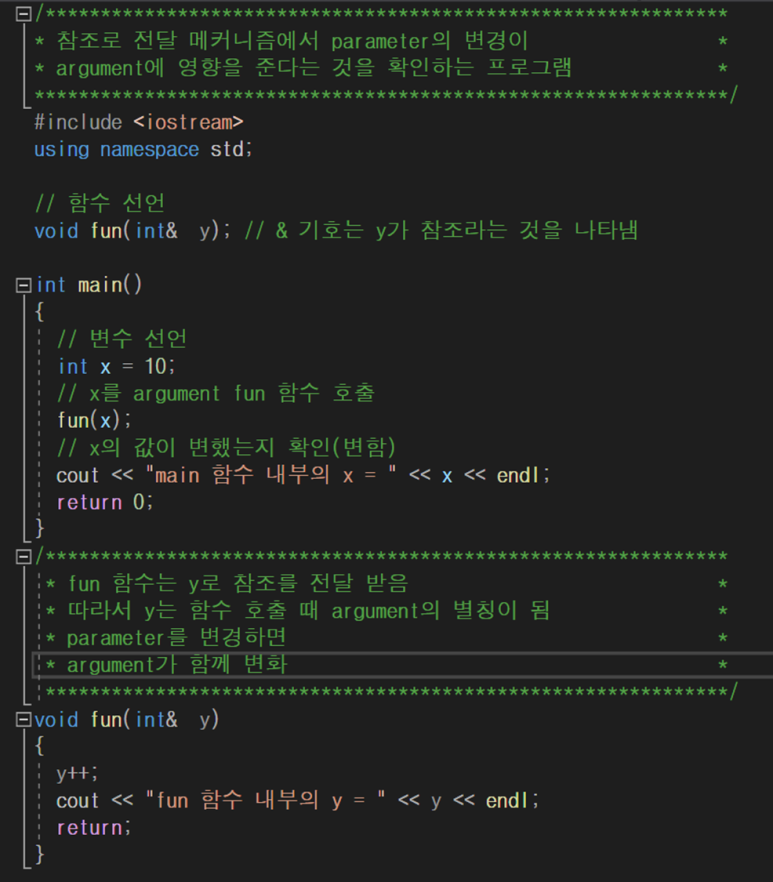 /***************************************************************
* 참조로 전달 메커니즘에서 parameter의 변경이 *
* argument에 영향을 준다는 것을 확인하는 프로그램 *
***************************************************************/
#include <iostream>
using namespace std;
// 함수 선언
void fun(int&  y); // & 기호는 y가 참조라는 것을 나타냄
int main()
{
// 변수 선언
int x = 10;
// x를 argument fun 함수 호출
fun(x);
// x의 값이 변했는지 확인(변함)
cout << "main 함수 내부의 x = " << x << endl;
return 0;
}
/***************************************************************
* fun 함수는 y로 참조를 전달 받음 *
* 따라서 y는 함수 호출 때 argument의 별칭이 됨 *
* parameter를 변경하면 *
* argument가 함께 변화 *
***************************************************************/
void fun(int&  y)
{
y++;
cout << "fun 함수 내부의 y = " << y << endl;
return;
}